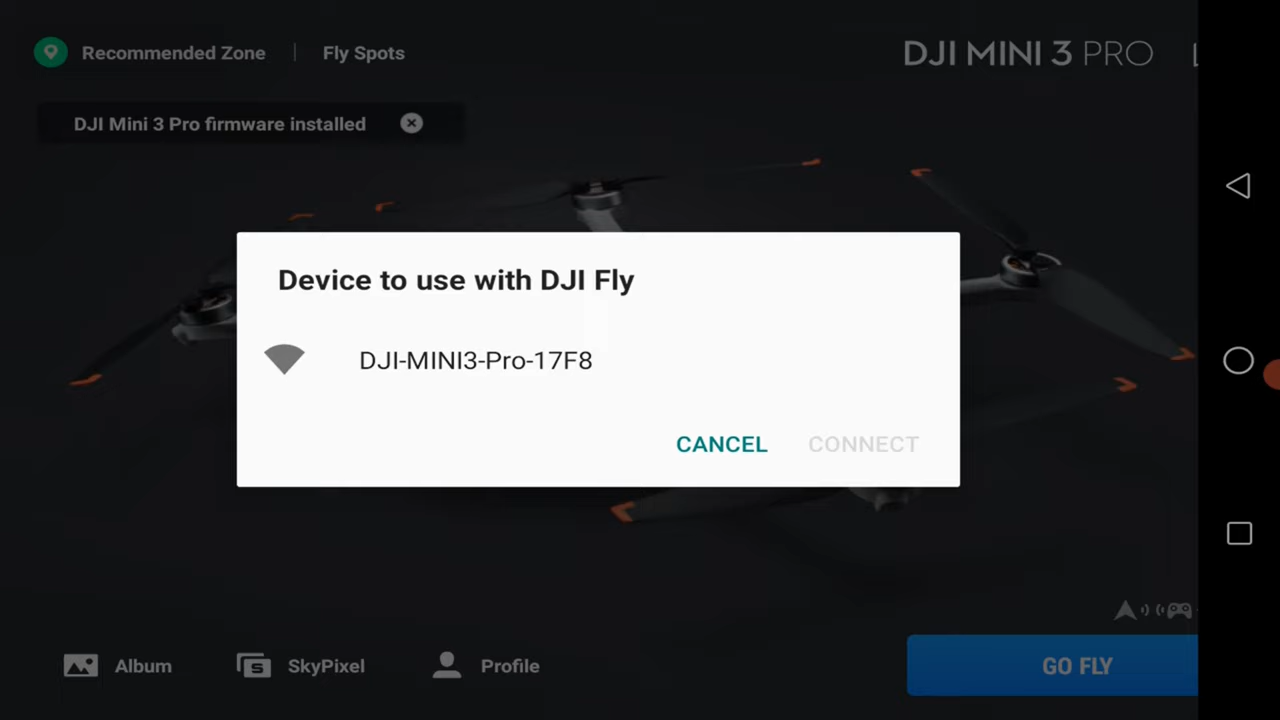 Recommended Zone | Fly Spots
DJI MINI 3 PRO
DJI Mini 3 Pro firmware installed
Device to use with DJI Fly
DJI-MINI3-Pro-17F8
CANCEL CONNECT
Album SkyPixel Profile
GO FLY